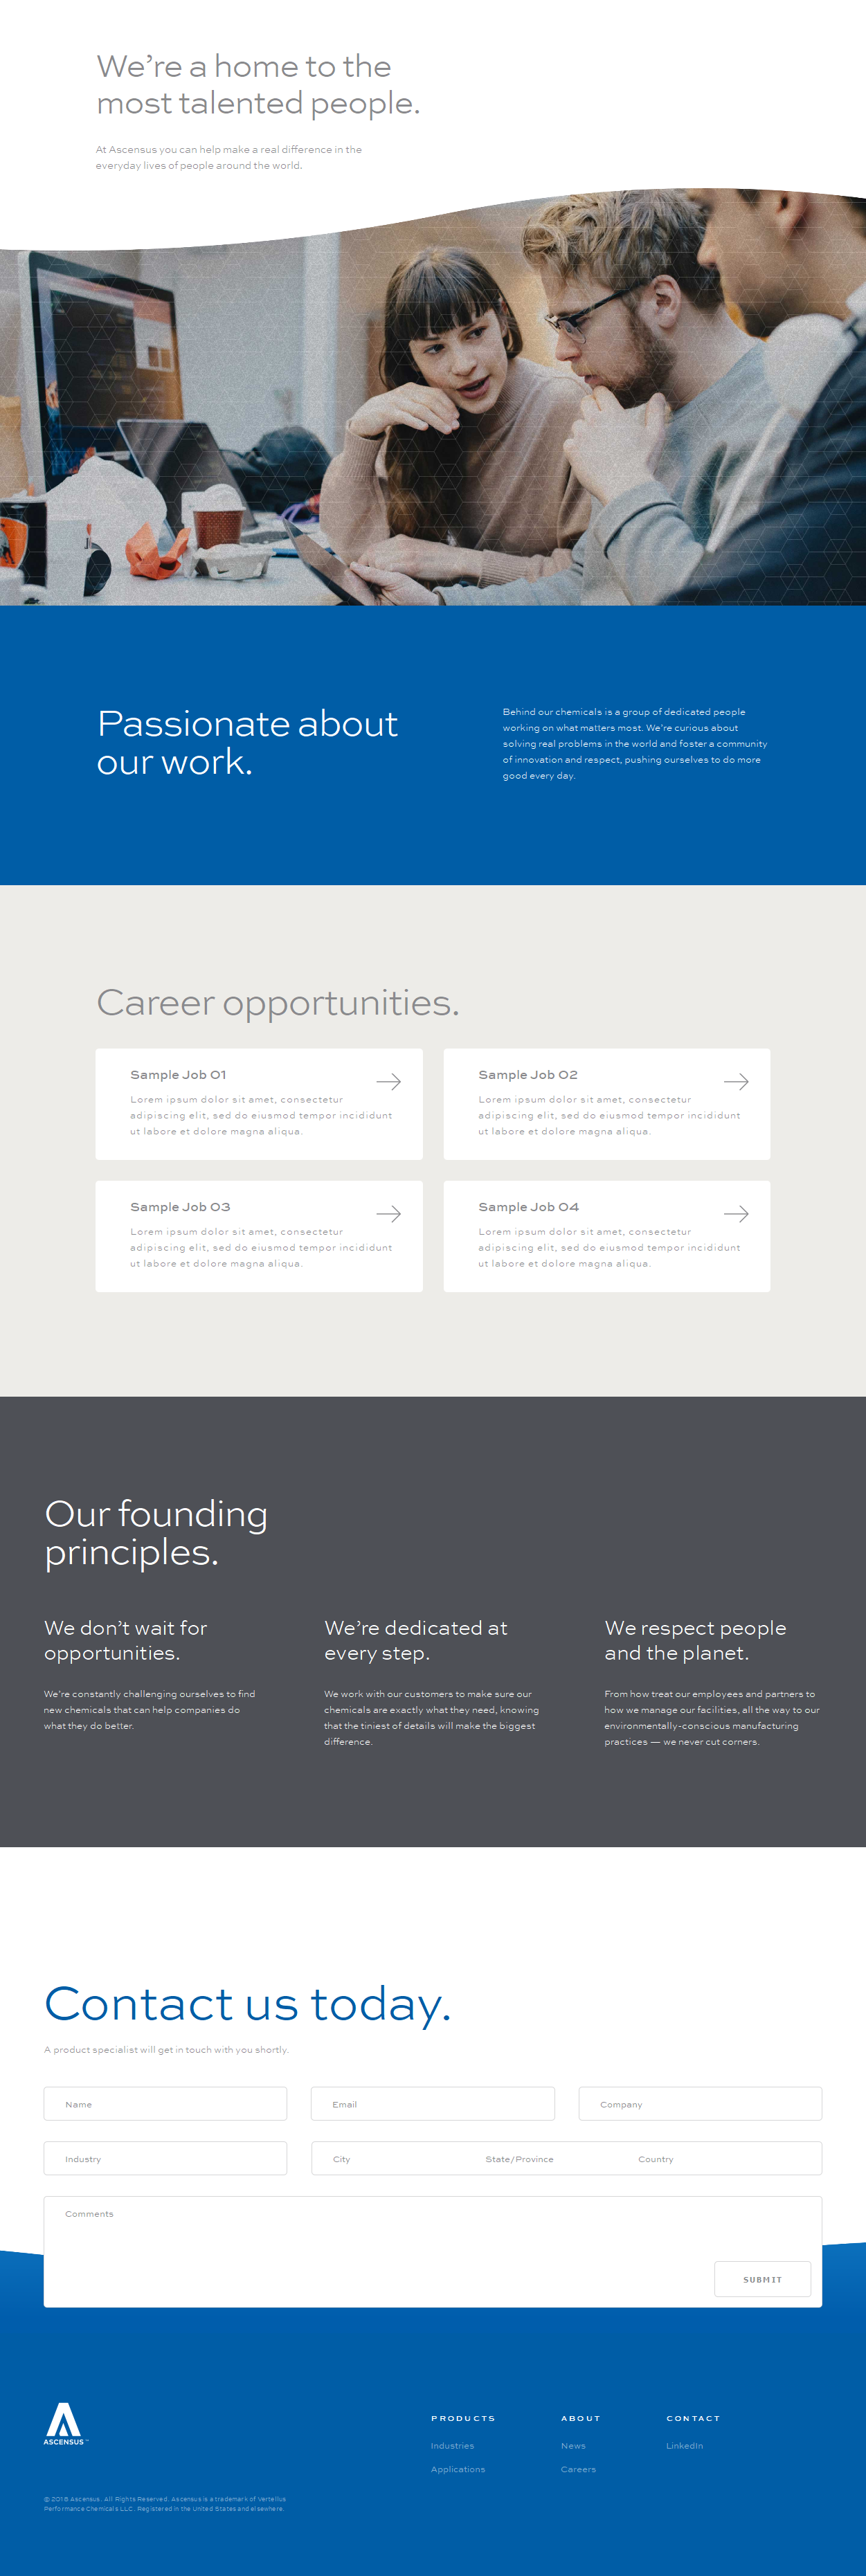 We're a home to the
most talented people.
At Ascensus you can help make a real difference in the
everyday lives of people around the world.
Passionate about
our work.
Behind our chemicals is a group of dedicated people
working on what matters most. We're curious about
solving real problems in the world and foster a community
of innovation and respect, pushing ourselves to do more
good every day.
Career opportunities.
Sample Job 01
Lorem ipsum dolor sit amet, consectetur
adipiscing elit, sed do eiusmod tempor incididunt
ut labore et dolore magna aliqua.
Sample Job 02
Lorem ipsum dolor sit amet, consectetur
adipiscing elit, sed do eiusmod tempor incididunt
ut labore et dolore magna aliqua.
Sample Job 03
Lorem ipsum dolor sit amet, consectetur
adipiscing elit, sed do eiusmod tempor incididunt
ut labore et dolore magna aliqua.
Sample Job 04
Lorem ipsum dolor sit amet, consectetur
adipiscing elit, sed do eiusmod tempor incididunt
ut labore et dolore magna aliqua.
Our founding
principles.
We don't wait for
opportunities.
We're constantly challenging ourselves to find
new chemicals that can help companies do
what they do better.
We're dedicated at
every step.
We work with our customers to make sure our
chemicals are exactly what they need, knowing
that the tiniest of details will make the biggest
difference.
We respect people
and the planet.
From how treat our employees and partners to
how we manage our facilities, all the way to our
environmentally-conscious manufacturing
practices — we never cut corners.
Contact us today.
A product specialist will get in touch with you shortly.
Name
Email
Company
Industry
City
State/Province
Country
Comments
SUBMIT
ASCENSUS™
PRODUCTS
Industries
Applications
ABOUT
News
Careers
CONTACT
LinkedIn
© 2018 Ascensus. All Rights Reserved. Ascensus is a trademark of Vertellus
Performance Chemicals LLC. Registered in the United States and elsewhere.